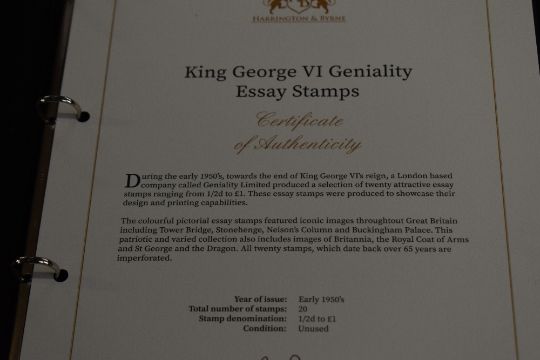 HARRINGTON & BYRNE
King George VI Geniality
Essay Stamps
Certificate
of Authenticity
During the early 1950's, towards the end of King George VI's reign, a London based
company called Geniality Limited produced a selection of twenty attractive essay
stamps ranging from 1/2d to £1. These essay stamps were produced to showcase their
design and printing capabilities.
The colourful pictorial essay stamps featured iconic images throughtout Great Britain
including Tower Bridge, Stonehenge, Nelson's Column and Buckingham Palace. This
patriotic and varied collection also includes images of Britannia, the Royal Coat of Arms
and St George and the Dragon. All twenty stamps, which date back over 65 years are
imperforated.
Year of issue: Early 1950's
Total number of stamps: 20
Stamp denomination: 1/2d to £1
Condition: Unused